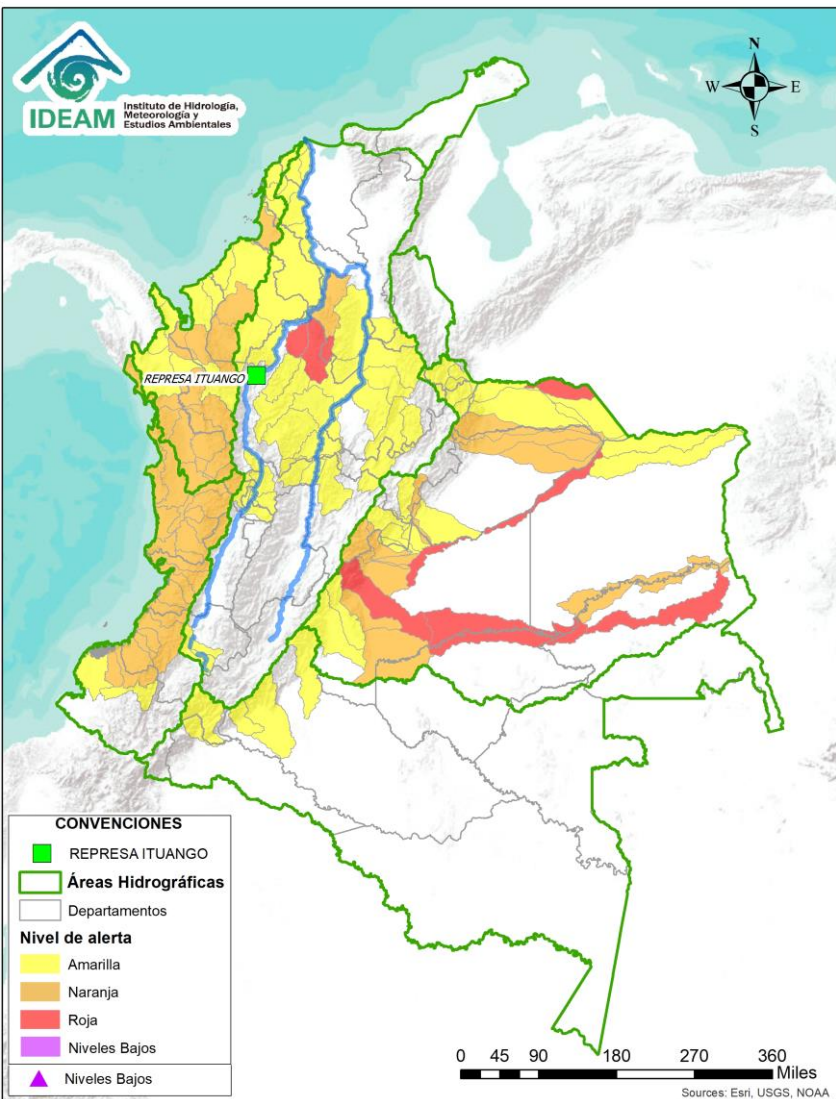 IDEAM
Instituto de Hidrología,
Meteorología y
Estudios Ambientales
N
W
E
S
REPRESA ITUANGO
CONVENCIONES
REPRESA ITUANGO
Áreas Hidrográficas
Departamentos
Nivel de alerta
Amarilla
Naranja
Roja
Niveles Bajos
Niveles Bajos
0 45 90 180 270 360
Miles
Sources: Esri, USGS, NOAA